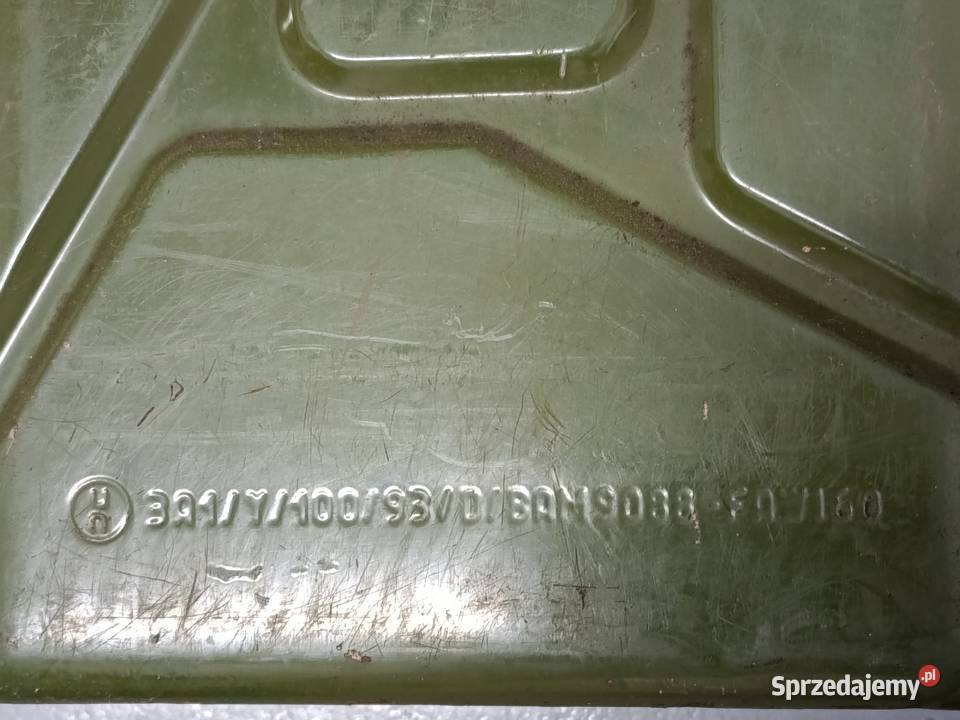 u
n
3A1/Y/100/93/D/BAM9088-FA /160
Sprzedajemy.pl